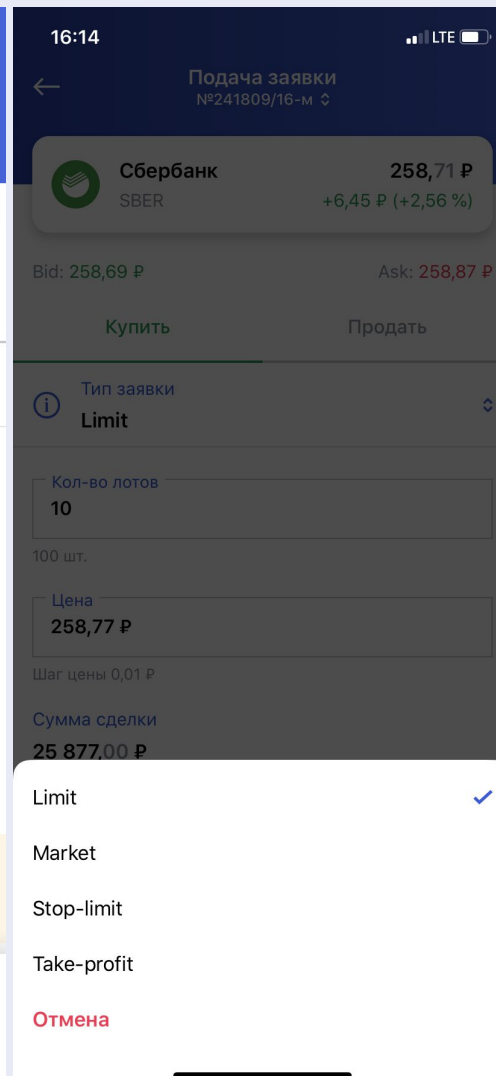 16:14
LTE
Подача заявки
№241809/16-м
Сбербанк 258,71 ₽
SBER +6,45 ₽ (+2,56 %)
Bid: 258,69 ₽ Ask: 258,87 ₽
Купить Продать
Тип заявки
Limit
Кол-во лотов
10
100 шт.
Цена
258,77 ₽
Шаг цены 0,01 ₽
Сумма сделки
25 877,00 ₽
Limit
Market
Stop-limit
Take-profit
Отмена